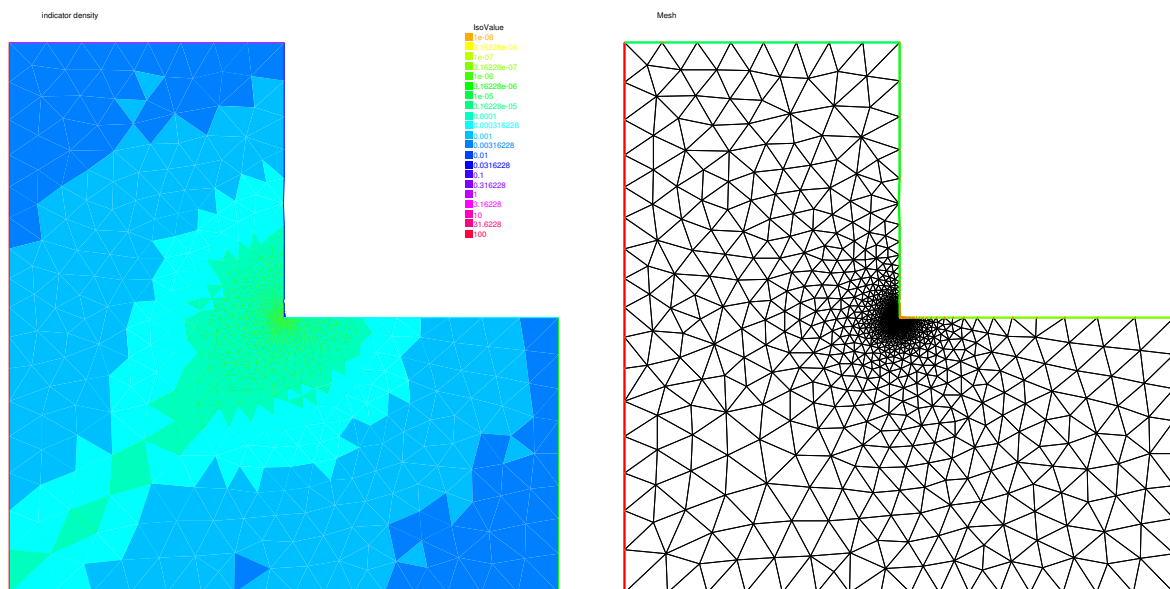 indicator density
IsoValue
1e-08
3.16228e-08
1e-07
3.16228e-07
1e-06
3.16228e-06
1e-05
3.16228e-05
0.0001
0.000316228
0.001
0.00316228
0.01
0.0316228
0.1
0.316228
1
3.16228
10
31.6228
100
Mesh